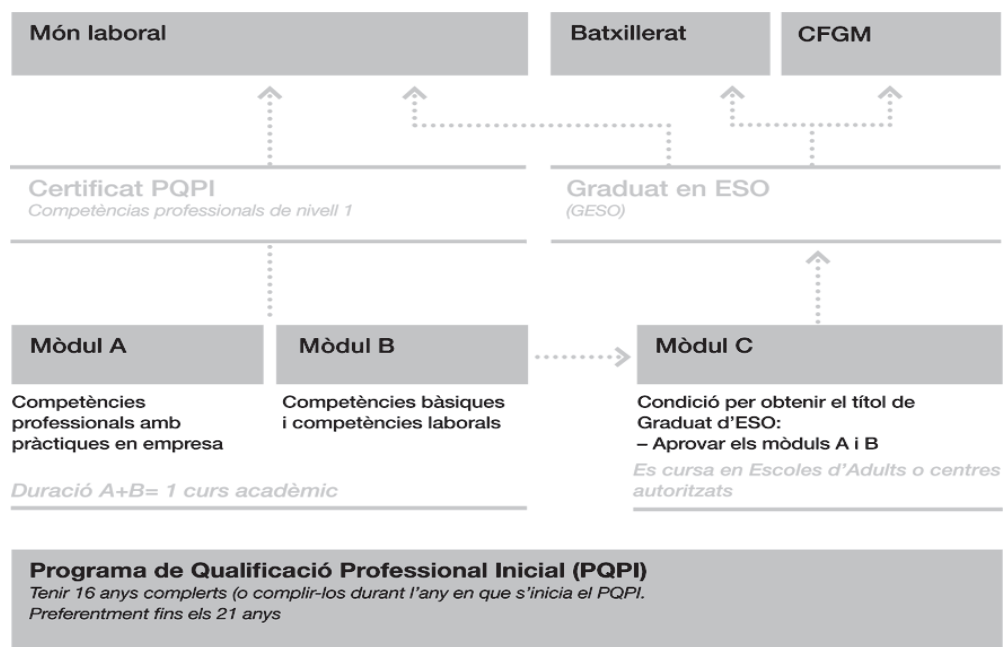 Món laboral
Batxillerat
CFGM
Certificat PQPI
Competències professionals de nivell 1
Graduat en ESO
(GESO)
Mòdul A
Mòdul B
Mòdul C
Competències
professionals amb
pràctiques en empresa
Competències bàsiques
i competències laborals
Condició per obtenir el títol de
Graduat d'ESO:
– Aprovar els mòduls A i B
Es cursa en Escoles d'Adults o centres
autoritzats
Duració A+B= 1 curs acadèmic
Programa de Qualificació Professional Inicial (PQPI)
Tenir 16 anys complerts (o complir-los durant l'any en que s'inicia el PQPI.
Preferentment fins els 21 anys